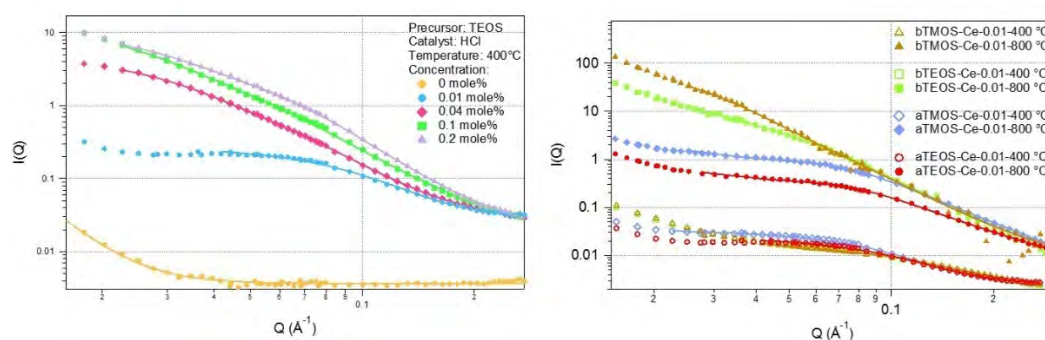 Precursor: TEOS
Catalyst: HCl
Temperature: 400°C
Concentration:
0 mole%
0.01 mole%
0.04 mole%
0.1 mole%
0.2 mole%
10
1
0.1
0.01
I(Q)
2
3
4
5
6
7
8
9
0.1
2
Q (Å⁻¹)
bTMOS-Ce-0.01-400 °C
bTMOS-Ce-0.01-800 °C
bTEOS-Ce-0.01-400 °C
bTEOS-Ce-0.01-800 °C
aTMOS-Ce-0.01-400 °C
aTMOS-Ce-0.01-800 °C
aTEOS-Ce-0.01-400 °C
aTEOS-Ce-0.01-800 °C
100
10
1
0.1
0.01
I(Q)
2
3
4
5
6
7
8
9
0.1
2
Q (Å⁻¹)